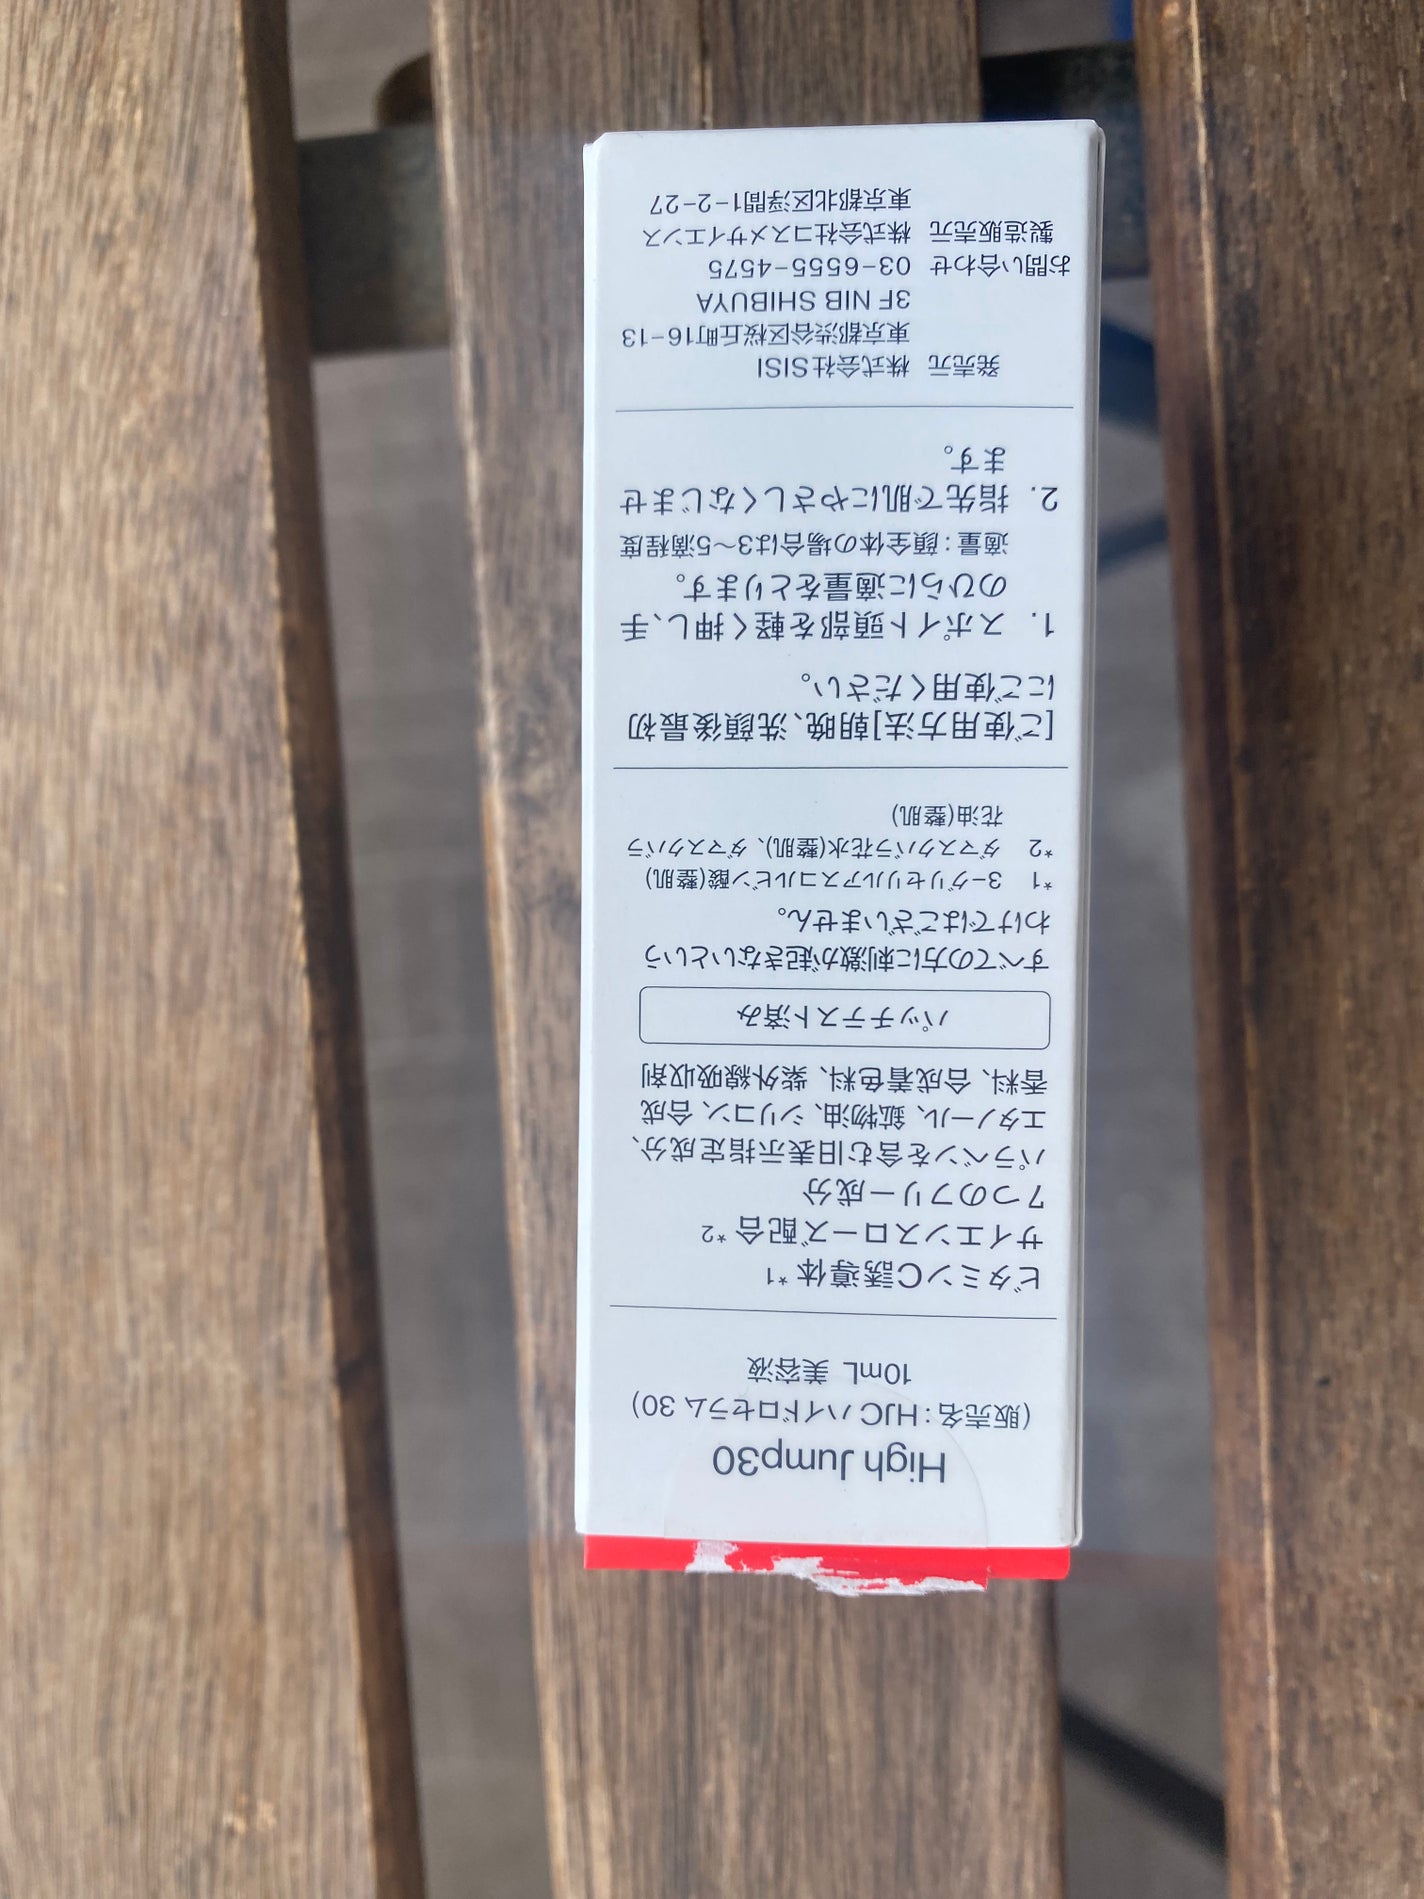 High Jump30
(販売名:HJC ハイドロセラム 30)
10mL 美容液
ビタミンC誘導体 *1
サイエンスローズ配合 *2
7つのフリー成分
パラベンを含む旧表示指定成分、
エタノール、鉱物油、シリコン、合成
香料、合成着色料、紫外線吸収剤
パッチテスト済み
すべての方に刺激が起きないという
わけではございません。
*1 3-グリセリルアスコルビン酸(整肌)
*2 ダマスクバラ花水(整肌)、ダマスクバラ
花油(整肌)
[ご使用方法]朝晩、洗顔後最初
にご使用ください。
1. スポイト頭部を軽く押し、手
のひらに適量をとります。
適量:顔全体の場合は3~5滴程度
2. 指先で肌にやさしくなじませ
ます。
発売元 株式会社SISI
東京都渋谷区桜丘町16-13
3F NIB SHIBUYA
お問い合わせ 03-6555-4575
製造販売元 株式会社コスメサイエンス
東京都北区浮間1-2-27